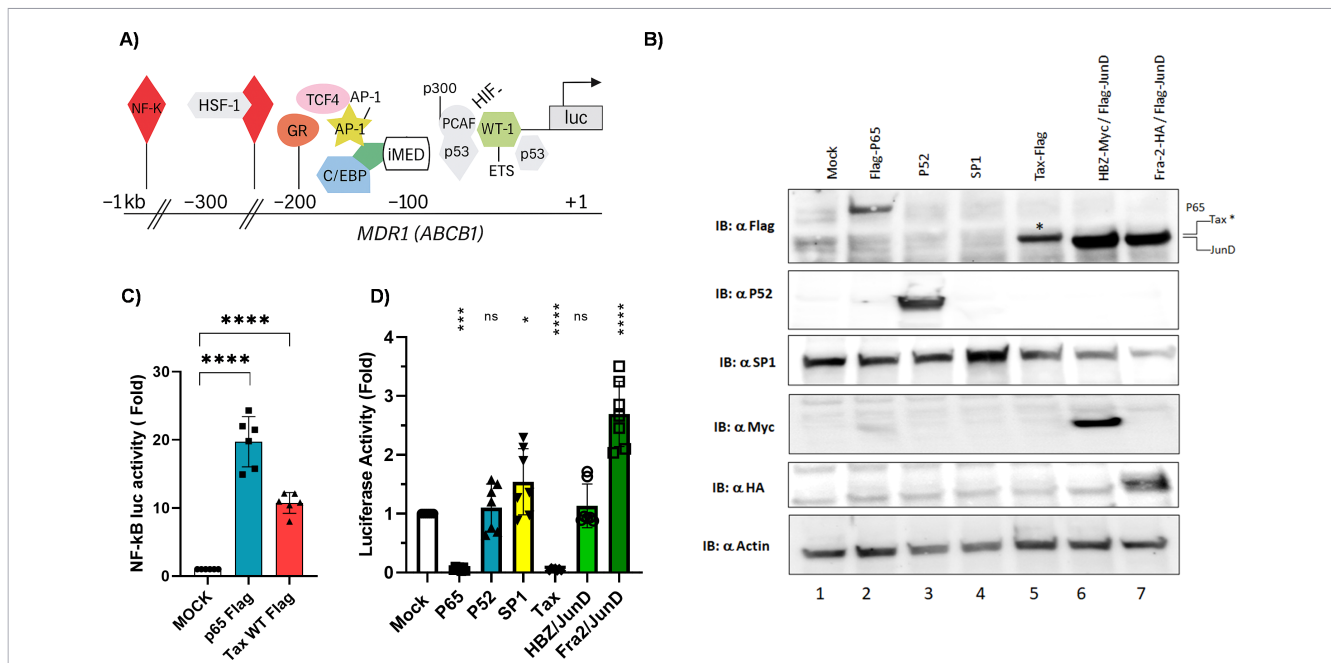 A)
NF-K
HSF-1
TCF4
AP-1
GR
AP-1
C/EBP
iMED
p300
HIF-
PCAF
p53
WT-1
ETS
p53
luc
−1kb
−300
−200
−100
+1
MDR1 (ABCB1)
B)
Mock
Flag-P65
P52
SP1
Tax-Flag
HBZ-Myc / Flag-JunD
Fra-2-HA / Flag-JunD
IB: α Flag
*
P65
Tax *
JunD
IB: α P52
IB: α SP1
IB: α Myc
IB: α HA
IB: α Actin
1 2 3 4 5 6 7
C)
****
****
NF-kB luc activity ( Fold)
30
20
10
0
MOCK
p65 Flag
Tax WT Flag
D)
*** ns * **** ns ****
Luciferase Activity (Fold)
4
3
2
1
0
Mock
P65
P52
SP1
Tax
HBZ/JunD
Fra2/JunD